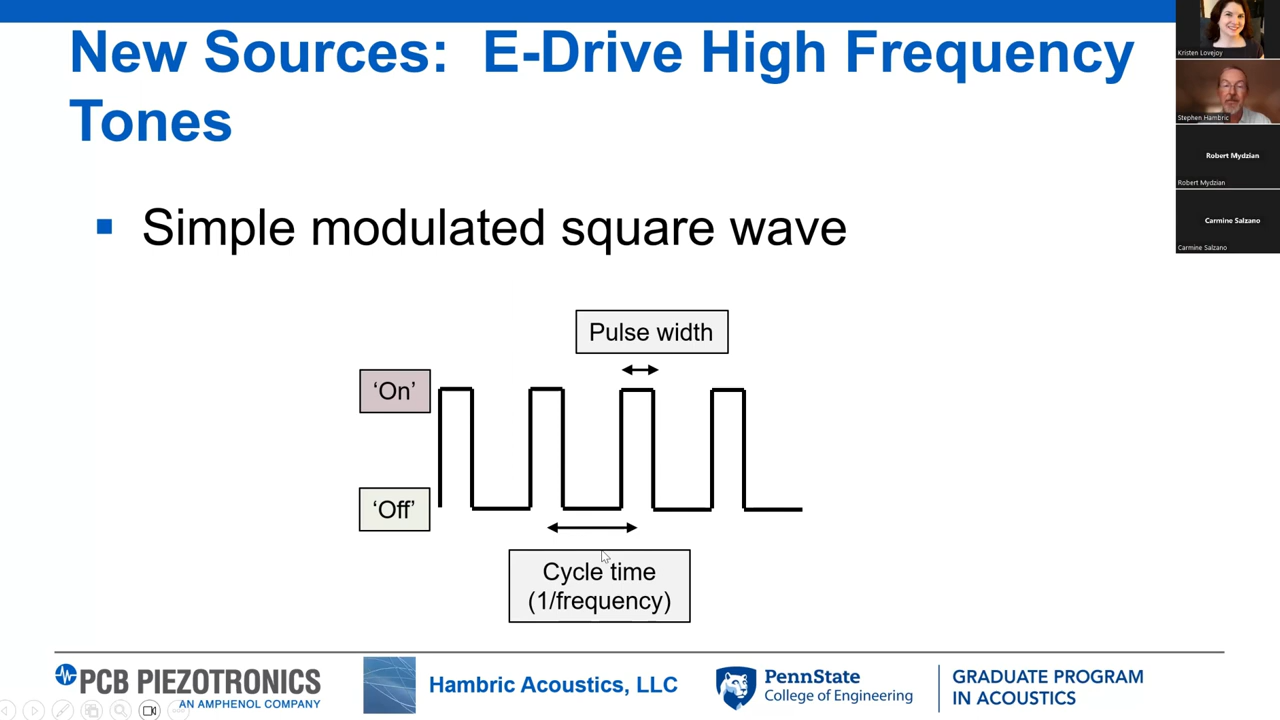 New Sources:  E-Drive High Frequency
Tones
Kristen Lovejoy
Stephen Hambric
Robert Mydzian
Robert Mydzian
Carmine Salzano
Carmine Salzano
▪ Simple modulated square wave
Pulse width
‘On’
‘Off’
Cycle time
(1/frequency)
PCB PIEZOTRONICS
AN AMPHENOL COMPANY
Hambric Acoustics, LLC
PennState
College of Engineering
GRADUATE PROGRAM
IN ACOUSTICS